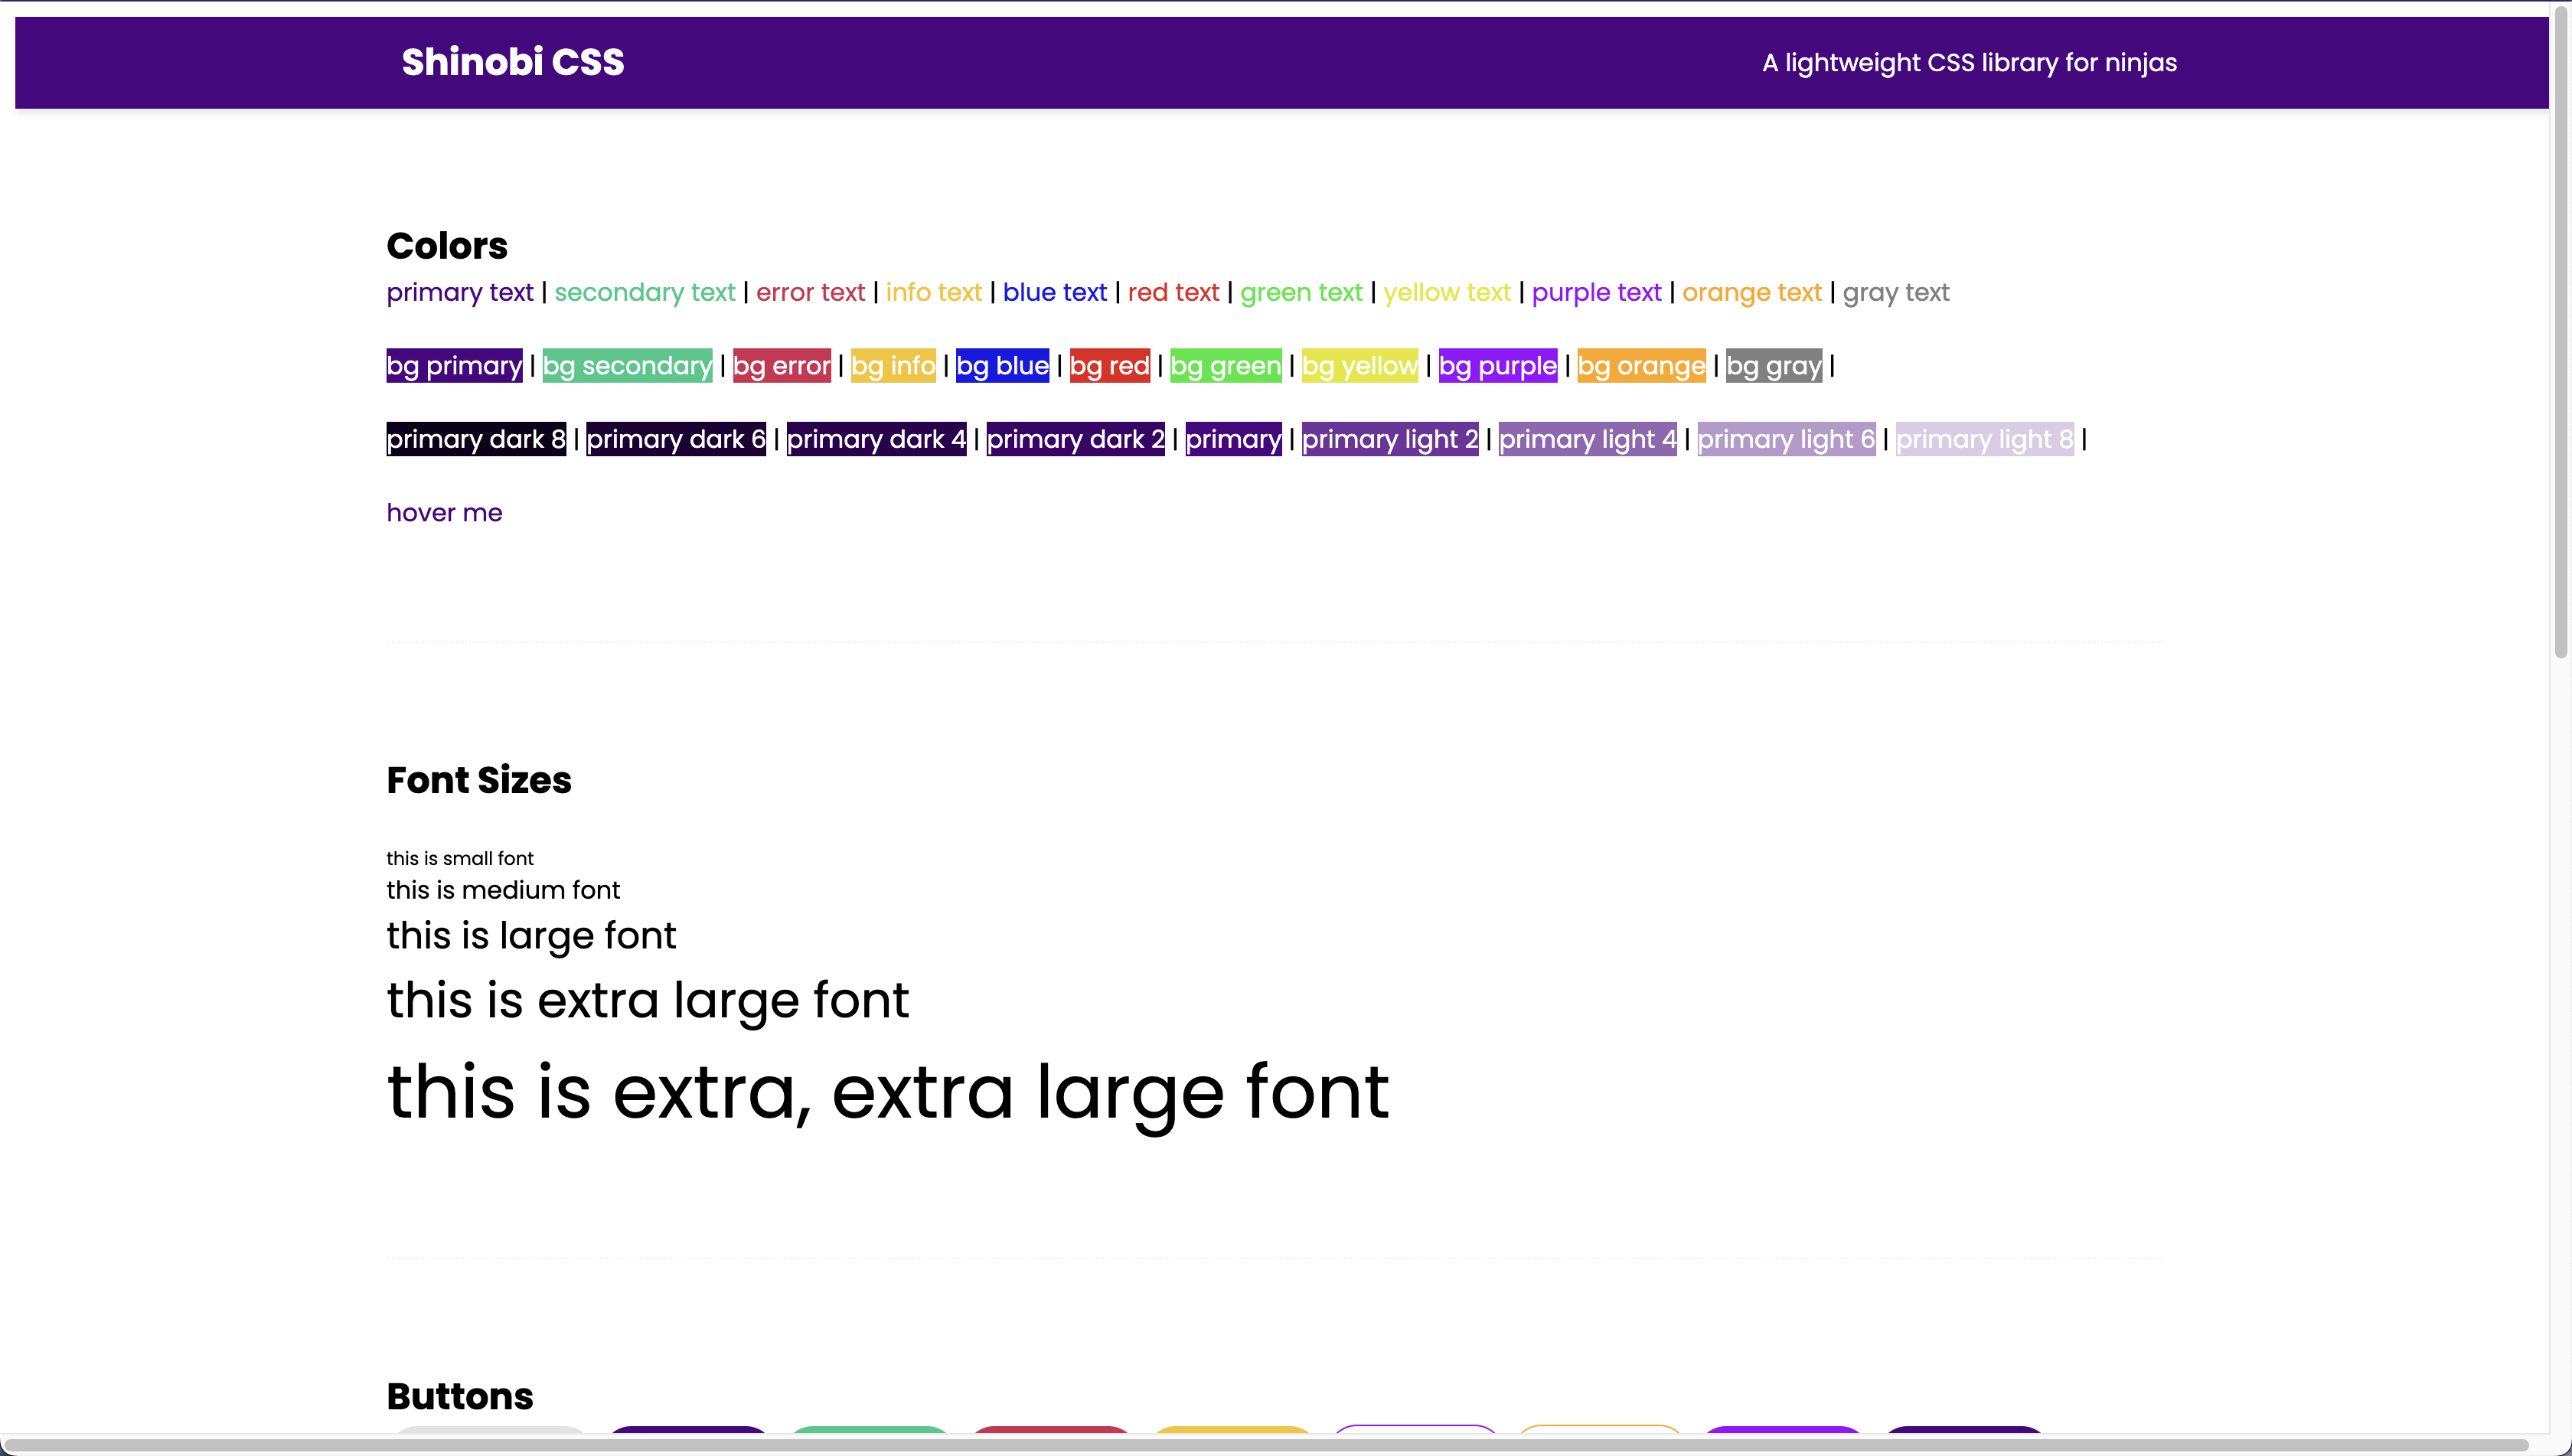 Shinobi CSS
A lightweight CSS library for ninjas
Colors
primary text | secondary text | error text | info text | blue text | red text | green text | yellow text | purple text | orange text | gray text
bg primary | bg secondary | bg error | bg info | bg blue | bg red | bg green | bg yellow | bg purple | bg orange | bg gray |
primary dark 8 | primary dark 6 | primary dark 4 | primary dark 2 | primary | primary light 2 | primary light 4 | primary light 6 | primary light 8 |
hover me
Font Sizes
this is small font
this is medium font
this is large font
this is extra large font
this is extra, extra large font
Buttons